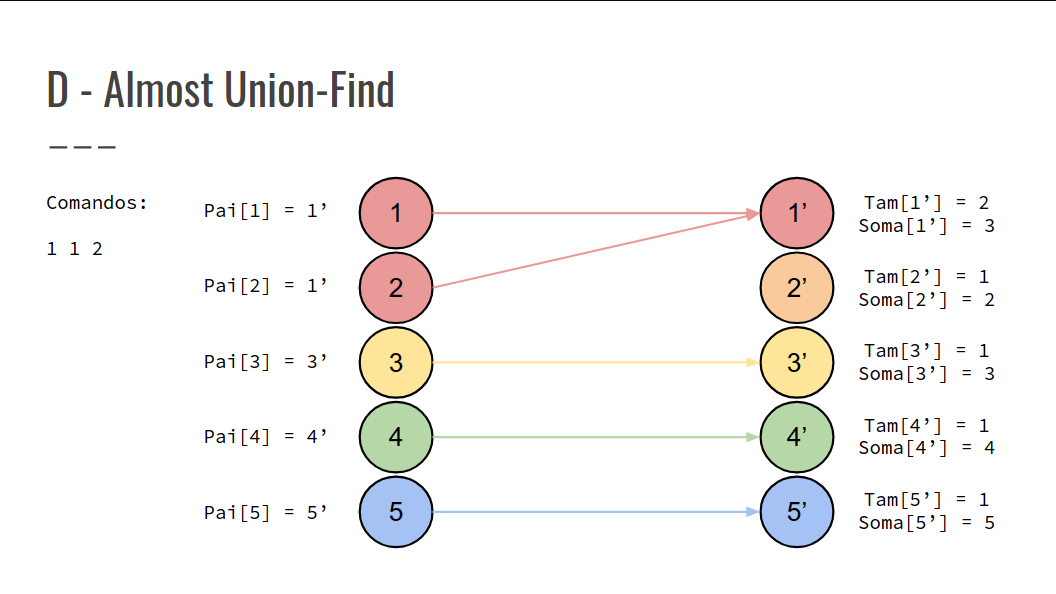 D - Almost Union-Find
Comandos:
1 1 2
Pai[1] = 1’
1
1’
Tam[1’] = 2
Soma[1’] = 3
Pai[2] = 1’
2
2’
Tam[2’] = 1
Soma[2’] = 2
Pai[3] = 3’
3
3’
Tam[3’] = 1
Soma[3’] = 3
Pai[4] = 4’
4
4’
Tam[4’] = 1
Soma[4’] = 4
Pai[5] = 5’
5
5’
Tam[5’] = 1
Soma[5’] = 5